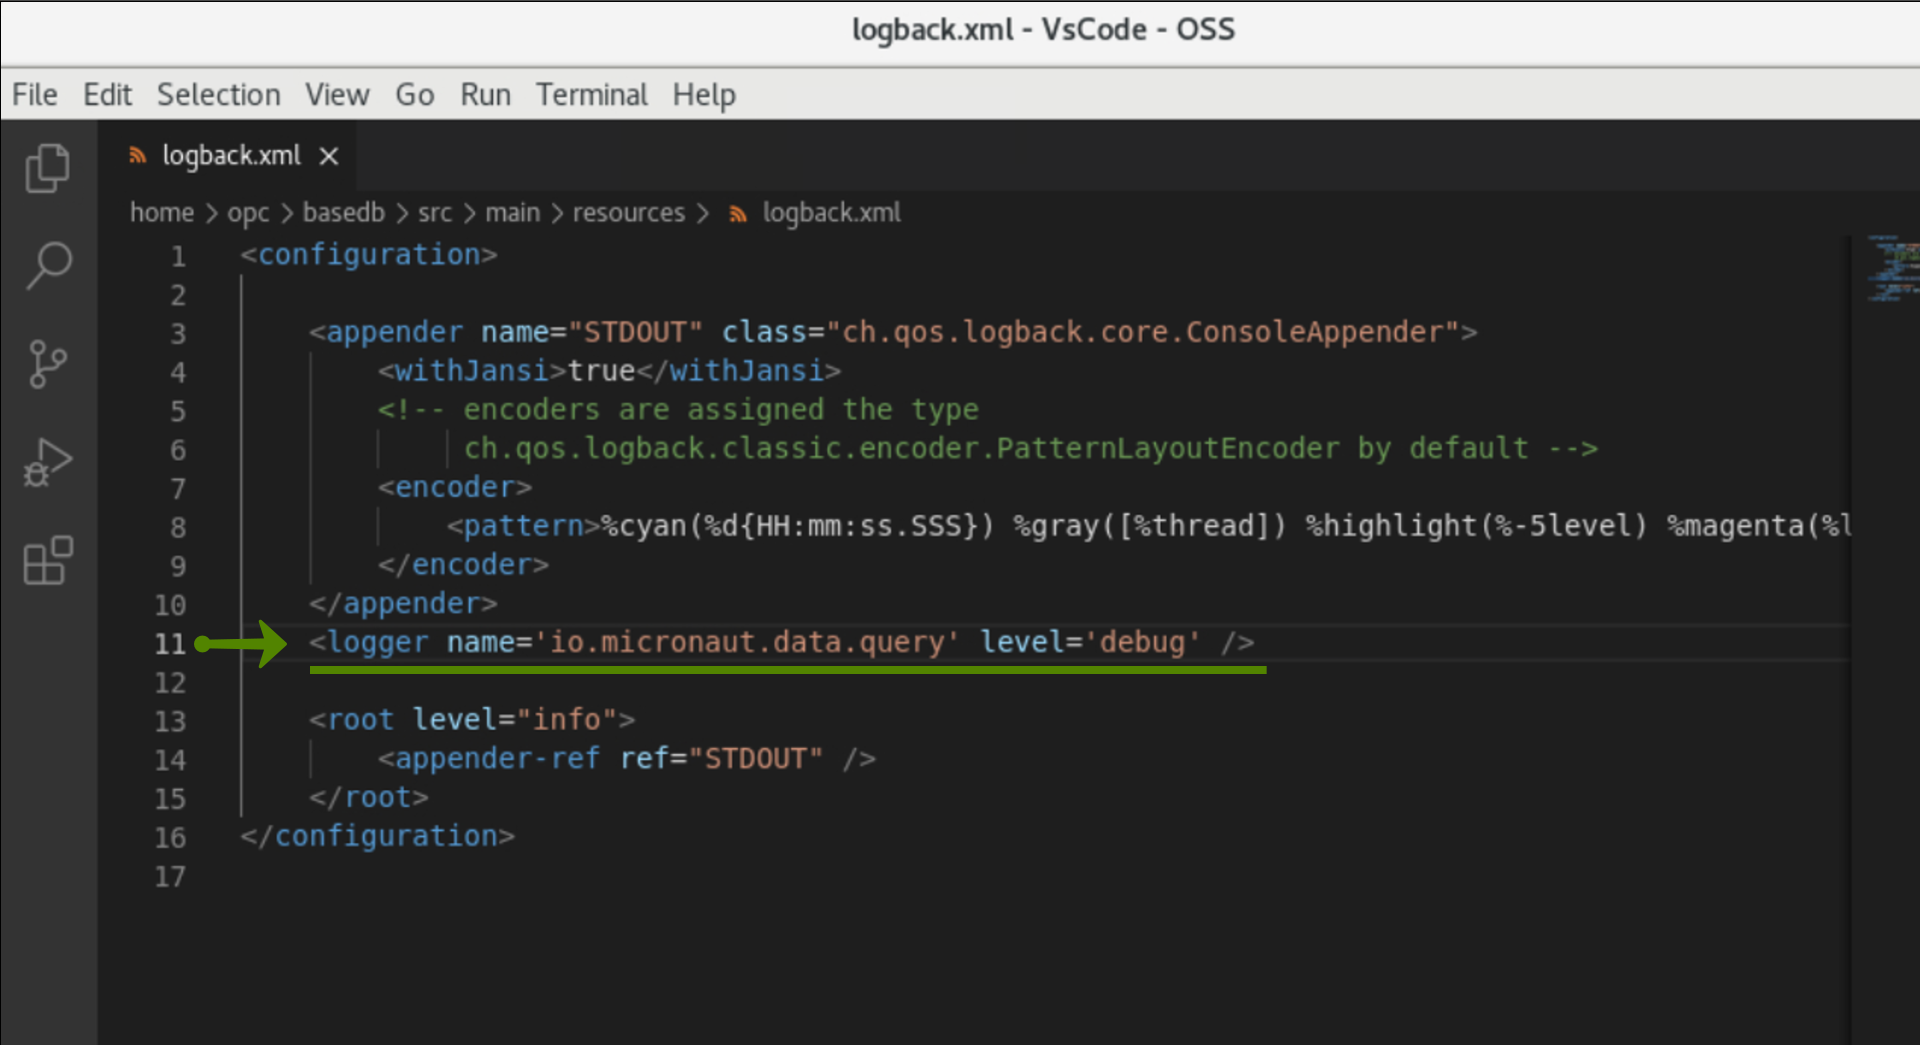 logback.xml - VsCode - OSS
File Edit Selection View Go Run Terminal Help
logback.xml
home > opc > basedb > src > main > resources > logback.xml
1 <configuration>
2
3 <appender name="STDOUT" class="ch.qos.logback.core.ConsoleAppender">
4 <withJansi>true</withJansi>
5 <!-- encoders are assigned the type
6 ch.qos.logback.classic.encoder.PatternLayoutEncoder by default -->
7 <encoder>
8 <pattern>%cyan(%d{HH:mm:ss.SSS}) %gray([%thread]) %highlight(%-5level) %magenta(%l
9 </encoder>
10 </appender>
11 <logger name='io.micronaut.data.query' level='debug' />
12
13 <root level="info">
14 <appender-ref ref="STDOUT" />
15 </root>
16 </configuration>
17